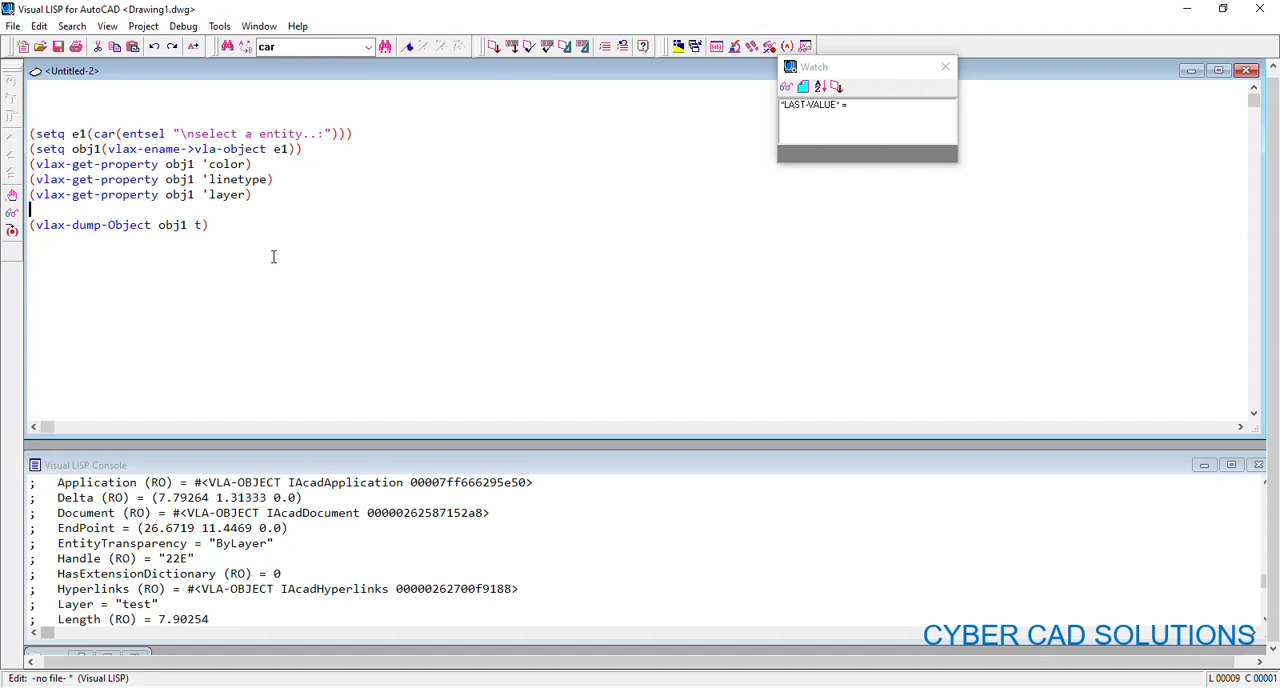 Visual LISP for AutoCAD <Drawing1.dwg>
File Edit Search View Project Debug Tools Window Help
car
<Untitled-2>
Watch
*LAST-VALUE* =
(setq e1(car(entsel "\nselect a entity..:")))
(setq obj1(vlax-ename->vla-object e1))
(vlax-get-property obj1 'color)
(vlax-get-property obj1 'linetype)
(vlax-get-property obj1 'layer)
(vlax-dump-Object obj1 t)
Visual LISP Console
; Application (RO) = #<VLA-OBJECT IAcadApplication 00007ff666295e50>
; Delta (RO) = (7.79264 1.31333 0.0)
; Document (RO) = #<VLA-OBJECT IAcadDocument 00000262587152a8>
; EndPoint = (26.6719 11.4469 0.0)
; EntityTransparency = "ByLayer"
; Handle (RO) = "22E"
; HasExtensionDictionary (RO) = 0
; Hyperlinks (RO) = #<VLA-OBJECT IAcadHyperlinks 00000262700f9188>
; Layer = "test"
; Length (RO) = 7.90254
CYBER CAD SOLUTIONS
Edit: -no file- * (Visual LISP)
L 00009 C 00001